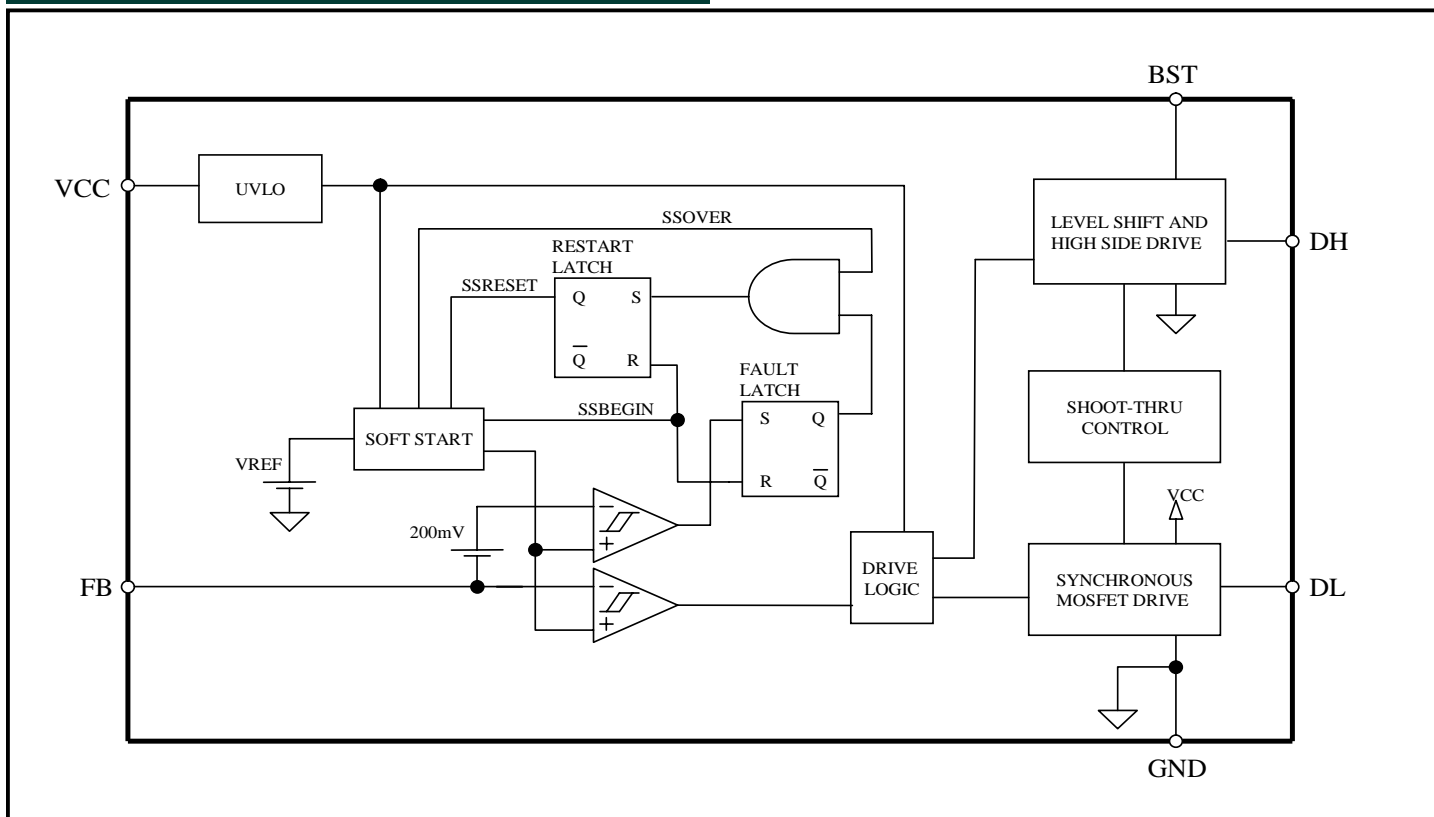 BST
VCC
UVLO
SSOVER
LEVEL SHIFT AND
HIGH SIDE DRIVE
DH
RESTART
LATCH
SSRESET
Q S
Q̅ R
FAULT
LATCH
SHOOT-THRU
CONTROL
SSBEGIN
S Q
R Q̅
SOFT START
VREF
VCC
200mV
−
+
FB
−
+
DRIVE
LOGIC
SYNCHRONOUS
MOSFET DRIVE
DL
GND